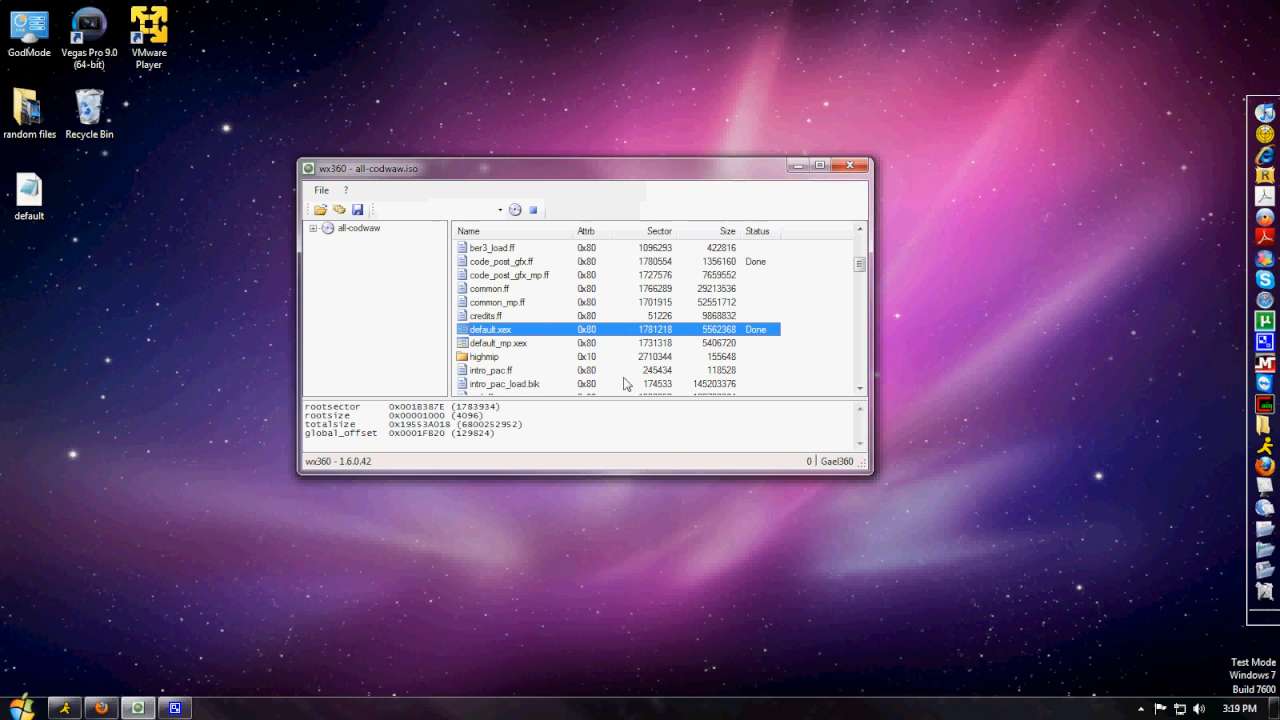 GodMode
Vegas Pro 9.0
(64-bit)
VMware
Player
random files
Recycle Bin
default
wx360 - all-codwaw.iso
File ?
all-codwaw
Name Attrb Sector Size Status
ber3_load.ff 0x80 1096293 422816
code_post_gfx.ff 0x80 1780554 1356160 Done
code_post_gfx_mp.ff 0x80 1727576 7659552
common.ff 0x80 1766289 29213536
common_mp.ff 0x80 1701915 52551712
credits.ff 0x80 51226 9868832
default.xex 0x80 1781218 5562368 Done
default_mp.xex 0x80 1731318 5406720
highmip 0x10 2710344 155648
intro_pac.ff 0x80 245434 118528
intro_pac_load.bik 0x80 174533 145203376
rootsector 0x001B387E (1783934)
rootsize 0x00001000 (4096)
totalsize 0x19553A018 (6800252952)
global_offset 0x0001FB20 (129824)
wx360 - 1.6.0.42 0 Gael360
Test Mode
Windows 7
Build 7600
3:19 PM